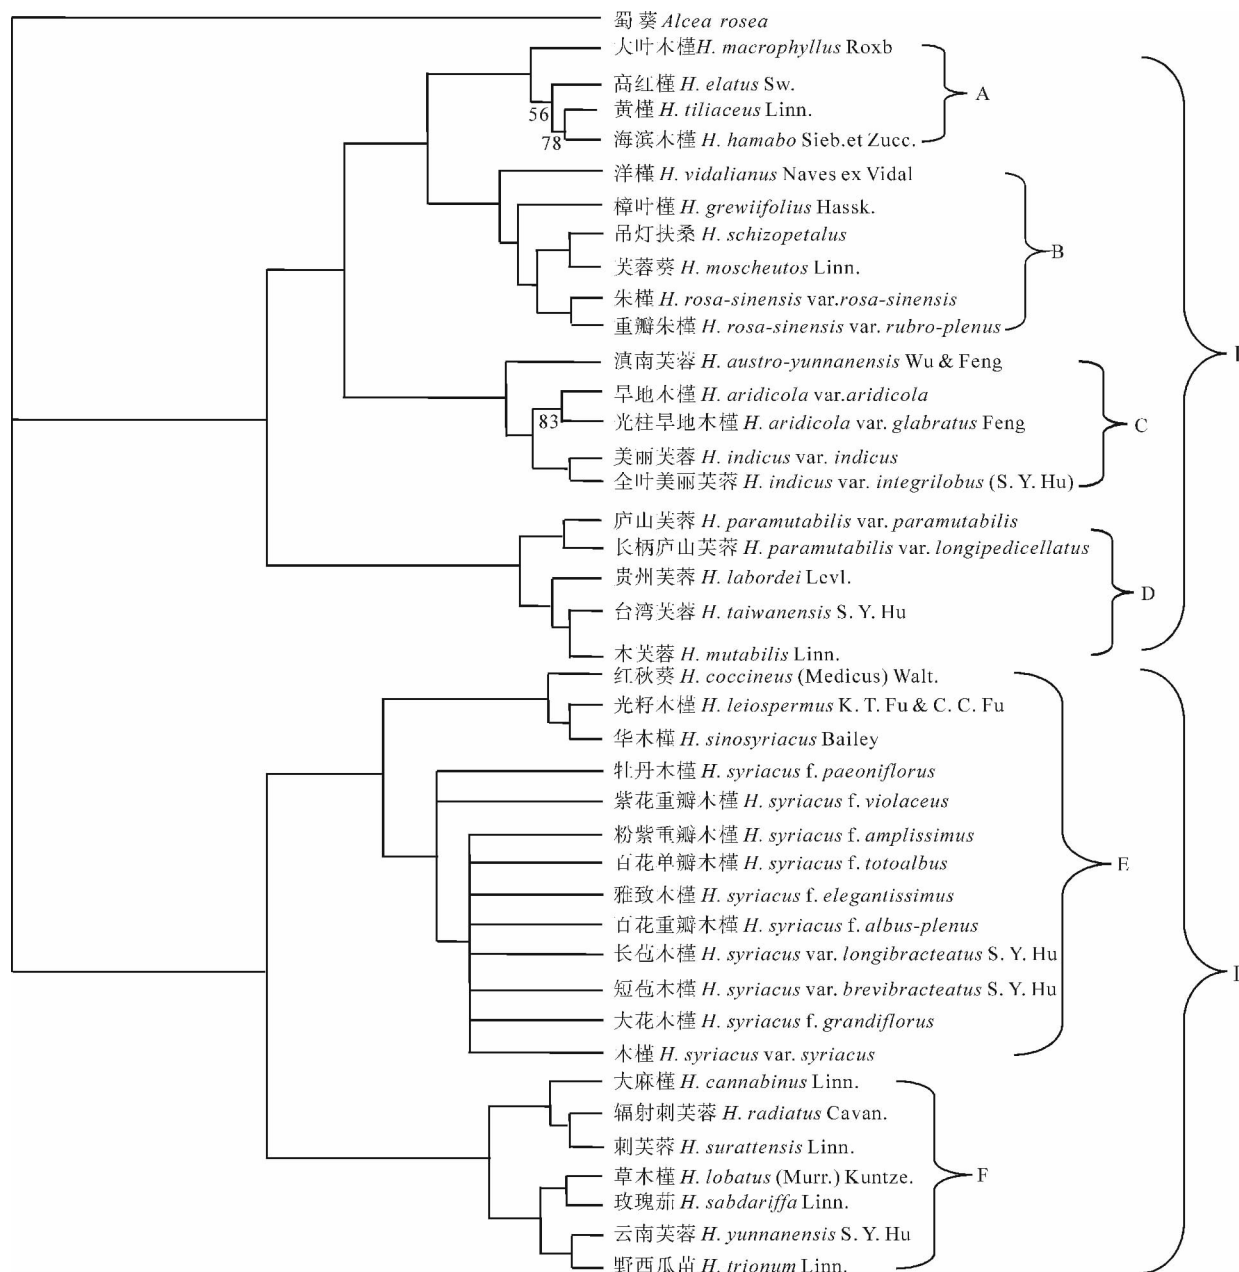 蜀葵 Alcea rosea
大叶木槿H. macrophyllus Roxb
高红槿 H. elatus Sw.
56
黄槿 H. tiliaceus Linn.
A
78
海滨木槿 H. hamabo Sieb.et Zucc.
洋槿 H. vidalianus Naves ex Vidal
樟叶槿 H. grewiifolius Hassk.
吊灯扶桑 H. schizopetalus
B
芙蓉葵 H. moscheutos Linn.
朱槿 H. rosa-sinensis var.rosa-sinensis
重瓣朱槿 H. rosa-sinensis var. rubro-plenus
I
滇南芙蓉 H. austro-yunnanensis Wu & Feng
旱地木槿 H. aridicola var.aridicola
83
光柱旱地木槿 H. aridicola var. glabratus Feng
C
美丽芙蓉 H. indicus var. indicus
全叶美丽芙蓉 H. indicus var. integrilobus (S. Y. Hu)
庐山芙蓉 H. paramutabilis var. paramutabilis
长柄庐山芙蓉 H. paramutabilis var. longipedicellatus
贵州芙蓉 H. labordei Levl.
D
台湾芙蓉 H. taiwanensis S. Y. Hu
木芙蓉 H. mutabilis Linn.
红秋葵 H. coccineus (Medicus) Walt.
光籽木槿 H. leiospermus K. T. Fu & C. C. Fu
华木槿 H. sinosyriacus Bailey
牡丹木槿 H. syriacus f. paeoniflorus
紫花重瓣木槿 H. syriacus f. violaceus
粉紫重瓣木槿 H. syriacus f. amplissimus
百花单瓣木槿 H. syriacus f. totoalbus
E
雅致木槿 H. syriacus f. elegantissimus
百花重瓣木槿 H. syriacus f. albus-plenus
长苞木槿 H. syriacus var. longibracteatus S. Y. Hu
短苞木槿 H. syriacus var. brevibracteatus S. Y. Hu
大花木槿 H. syriacus f. grandiflorus
木槿 H. syriacus var. syriacus
大麻槿 H. cannabinus Linn.
辐射刺芙蓉 H. radiatus Cavan.
刺芙蓉 H. surattensis Linn.
草木槿 H. lobatus (Murr.) Kuntze.
F
玫瑰茄 H. sabdariffa Linn.
云南芙蓉 H. yunnanensis S. Y. Hu
野西瓜苗 H. trionum Linn.